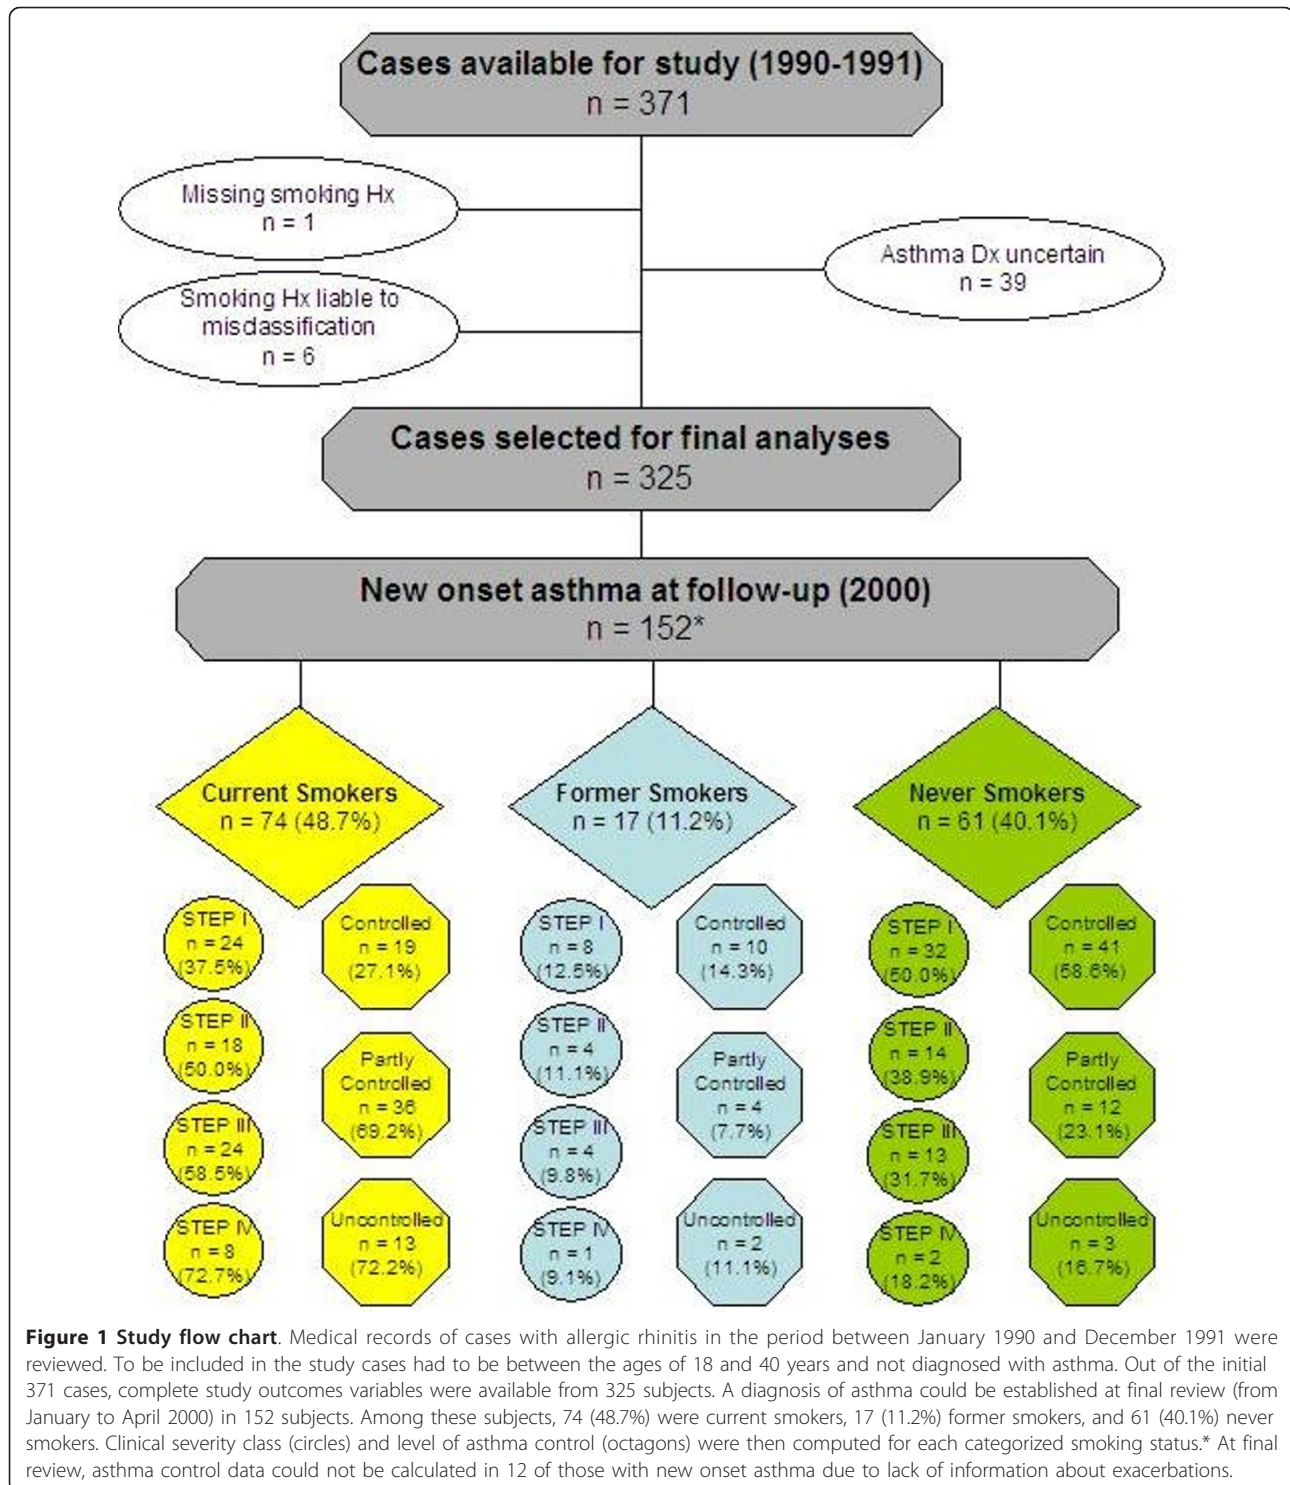 Cases available for study (1990-1991)
n = 371
Missing smoking Hx
n = 1
Asthma Dx uncertain
n = 39
Smoking Hx liable to
misclassification
n = 6
Cases selected for final analyses
n = 325
New onset asthma at follow-up (2000)
n = 152*
Current Smokers
n = 74 (48.7%)
Former Smokers
n = 17 (11.2%)
Never Smokers
n = 61 (40.1%)
STEP I
n = 24
(37.5%)
STEP II
n = 18
(50.0%)
STEP III
n = 24
(58.5%)
STEP IV
n = 8
(72.7%)
Controlled
n = 19
(27.1%)
Partly
Controlled
n = 36
(69.2%)
Uncontrolled
n = 13
(72.2%)
STEP I
n = 8
(12.5%)
STEP II
n = 4
(11.1%)
STEP III
n = 4
(9.8%)
STEP IV
n = 1
(9.1%)
Controlled
n = 10
(14.3%)
Partly
Controlled
n = 4
(7.7%)
Uncontrolled
n = 2
(11.1%)
STEP I
n = 32
(50.0%)
STEP II
n = 14
(38.9%)
STEP III
n = 13
(31.7%)
STEP IV
n = 2
(18.2%)
Controlled
n = 41
(58.6%)
Partly
Controlled
n = 12
(23.1%)
Uncontrolled
n = 3
(16.7%)
Figure 1 Study flow chart. Medical records of cases with allergic rhinitis in the period between January 1990 and December 1991 were
reviewed. To be included in the study cases had to be between the ages of 18 and 40 years and not diagnosed with asthma. Out of the initial
371 cases, complete study outcomes variables were available from 325 subjects. A diagnosis of asthma could be established at final review (from
January to April 2000) in 152 subjects. Among these subjects, 74 (48.7%) were current smokers, 17 (11.2%) former smokers, and 61 (40.1%) never
smokers. Clinical severity class (circles) and level of asthma control (octagons) were then computed for each categorized smoking status.* At final
review, asthma control data could not be calculated in 12 of those with new onset asthma due to lack of information about exacerbations.